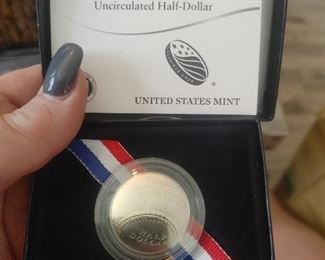 Uncirculated Half-Dollar
UNITED STATES MINT
HALF
DOLLAR